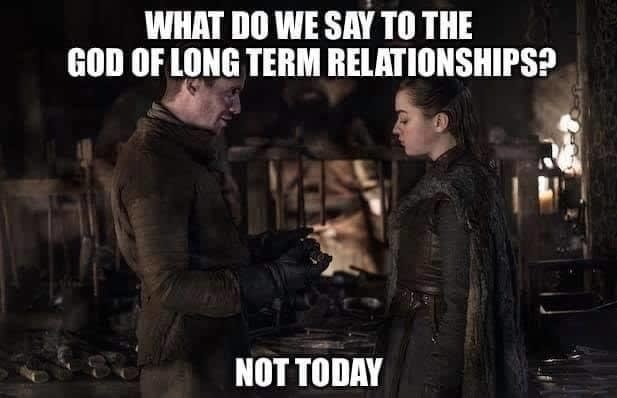 WHAT DO WE SAY TO THE
GOD OF LONG TERM RELATIONSHIPS?
NOT TODAY